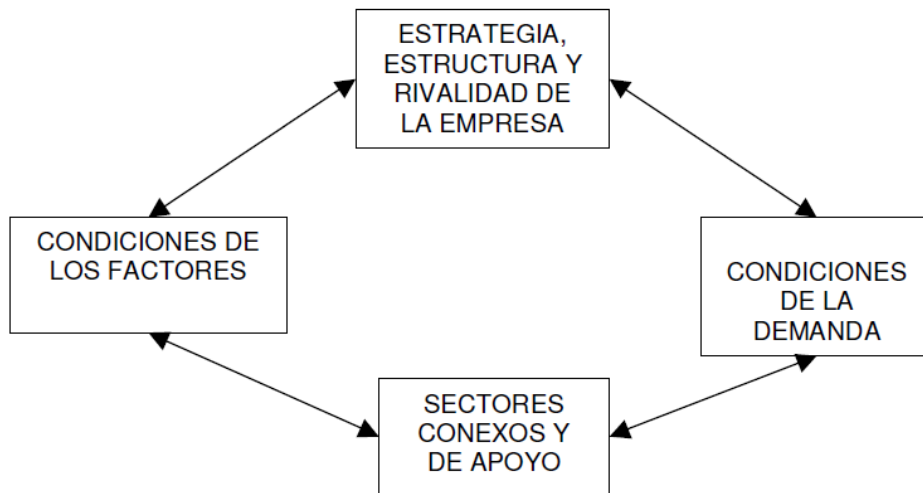 ESTRATEGIA,
ESTRUCTURA Y
RIVALIDAD DE
LA EMPRESA
CONDICIONES DE
LOS FACTORES
CONDICIONES
DE LA
DEMANDA
SECTORES
CONEXOS Y
DE APOYO